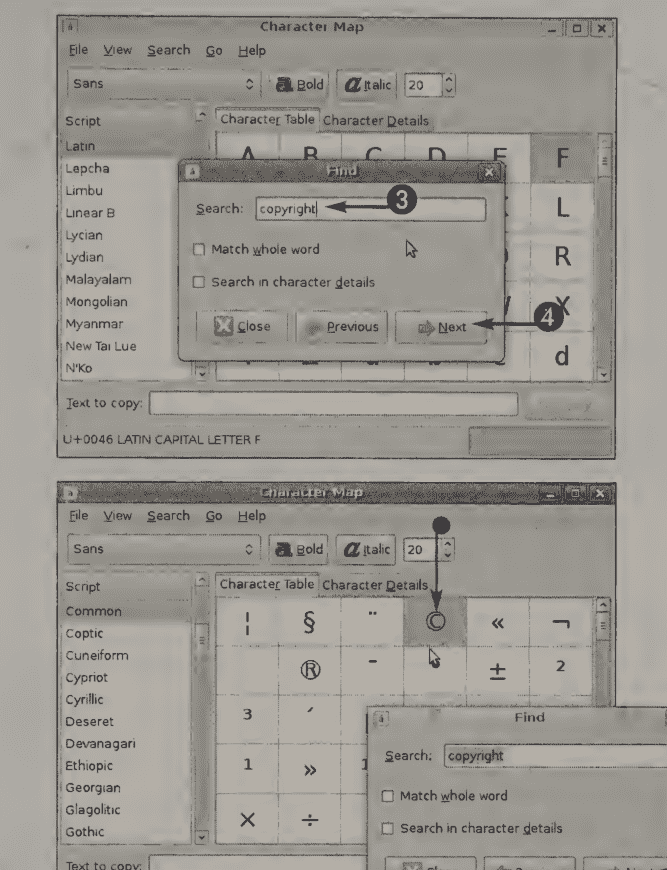 Character Map
File View Search Go Help
Sans Bold Italic 20
Script Character Table Character Details
Latin
Lepcha
Limbu
Linear B
Lycian
Lydian
Malayalam
Mongolian
Myanmar
New Tai Lue
N'Ko
A B C D E F
L
R
X
d
Find
Search: copyright 3
Match whole word
Search in character details
Close Previous Next 4
Text to copy:
U+0046 LATIN CAPITAL LETTER F
Character Map
File View Search Go Help
Sans Bold Italic 20
Script Character Table Character Details
Common
Coptic
Cuneiform
Cypriot
Cyrillic
Deseret
Devanagari
Ethiopic
Georgian
Glagolitic
Gothic
¦ § ¨ © « ¬
® ¯ ± ²
³ ´
¹ »
× ÷
Find
Search: copyright
Match whole word
Search in character details
Text to copy: